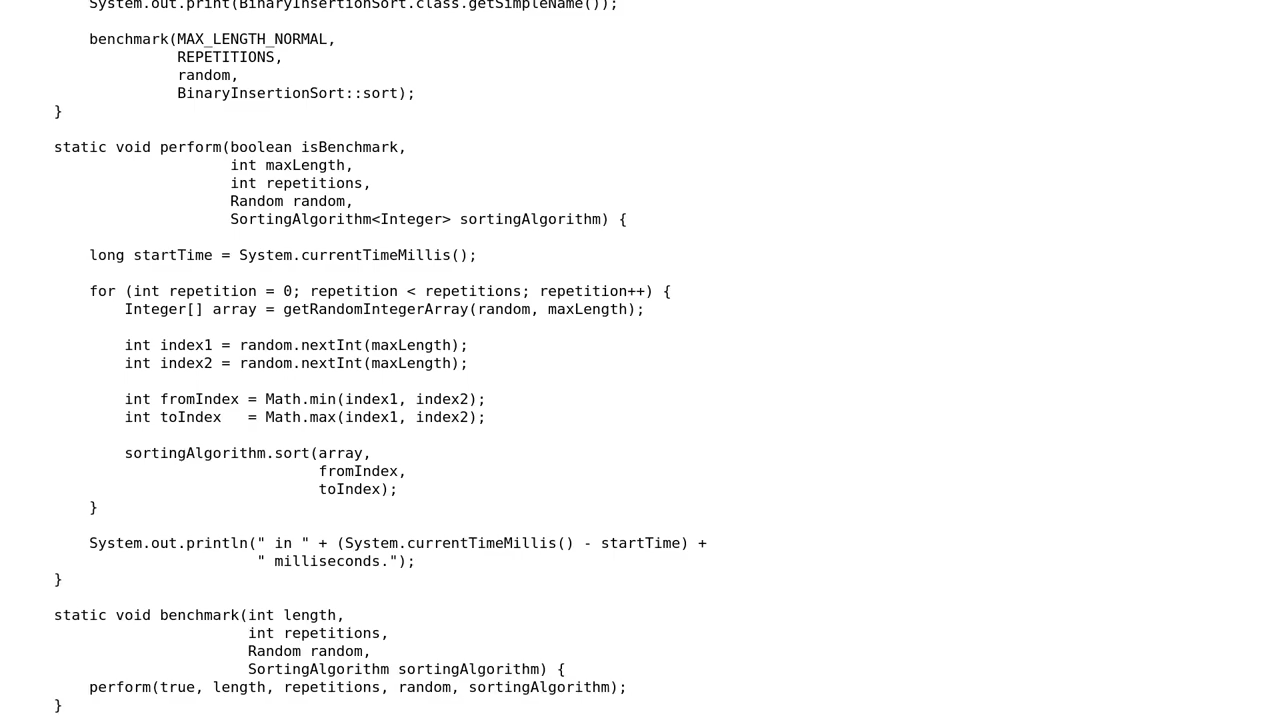 System.out.print(BinaryInsertionSort.class.getSimpleName());
benchmark(MAX_LENGTH_NORMAL,
REPETITIONS,
random,
BinaryInsertionSort::sort);
}
static void perform(boolean isBenchmark,
int maxLength,
int repetitions,
Random random,
SortingAlgorithm<Integer> sortingAlgorithm) {
long startTime = System.currentTimeMillis();
for (int repetition = 0; repetition < repetitions; repetition++) {
Integer[] array = getRandomIntegerArray(random, maxLength);
int index1 = random.nextInt(maxLength);
int index2 = random.nextInt(maxLength);
int fromIndex = Math.min(index1, index2);
int toIndex   = Math.max(index1, index2);
sortingAlgorithm.sort(array,
fromIndex,
toIndex);
}
System.out.println(" in " + (System.currentTimeMillis() - startTime) +
" milliseconds.");
}
static void benchmark(int length,
int repetitions,
Random random,
SortingAlgorithm sortingAlgorithm) {
perform(true, length, repetitions, random, sortingAlgorithm);
}